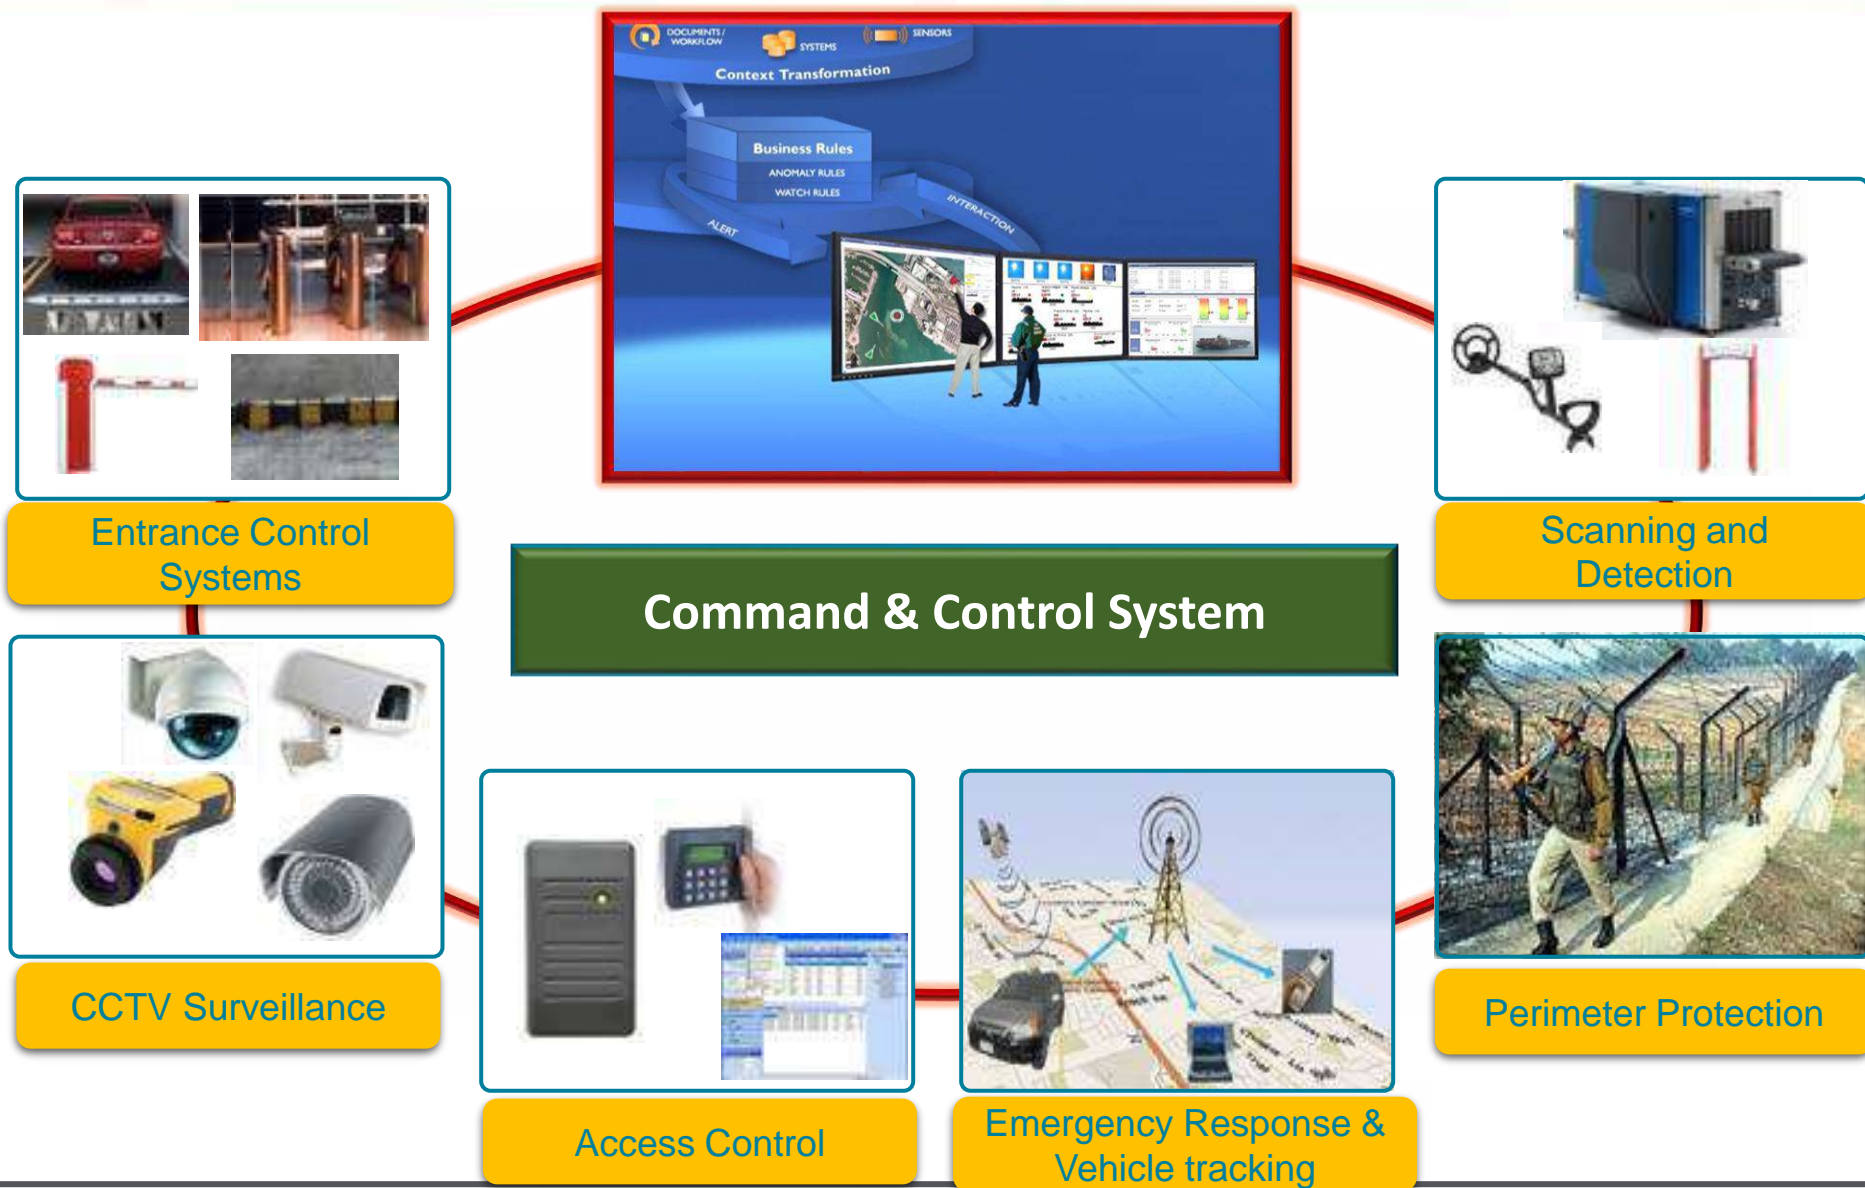 DOCUMENTS /
WORKFLOW
SYSTEMS
SENSORS
Context Transformation
Business Rules
ANOMALY RULES
WATCH RULES
ALERT
INTERACTION
Entrance Control
Systems
Scanning and
Detection
Command & Control System
CCTV Surveillance
Perimeter Protection
Access Control
Emergency Response &
Vehicle tracking